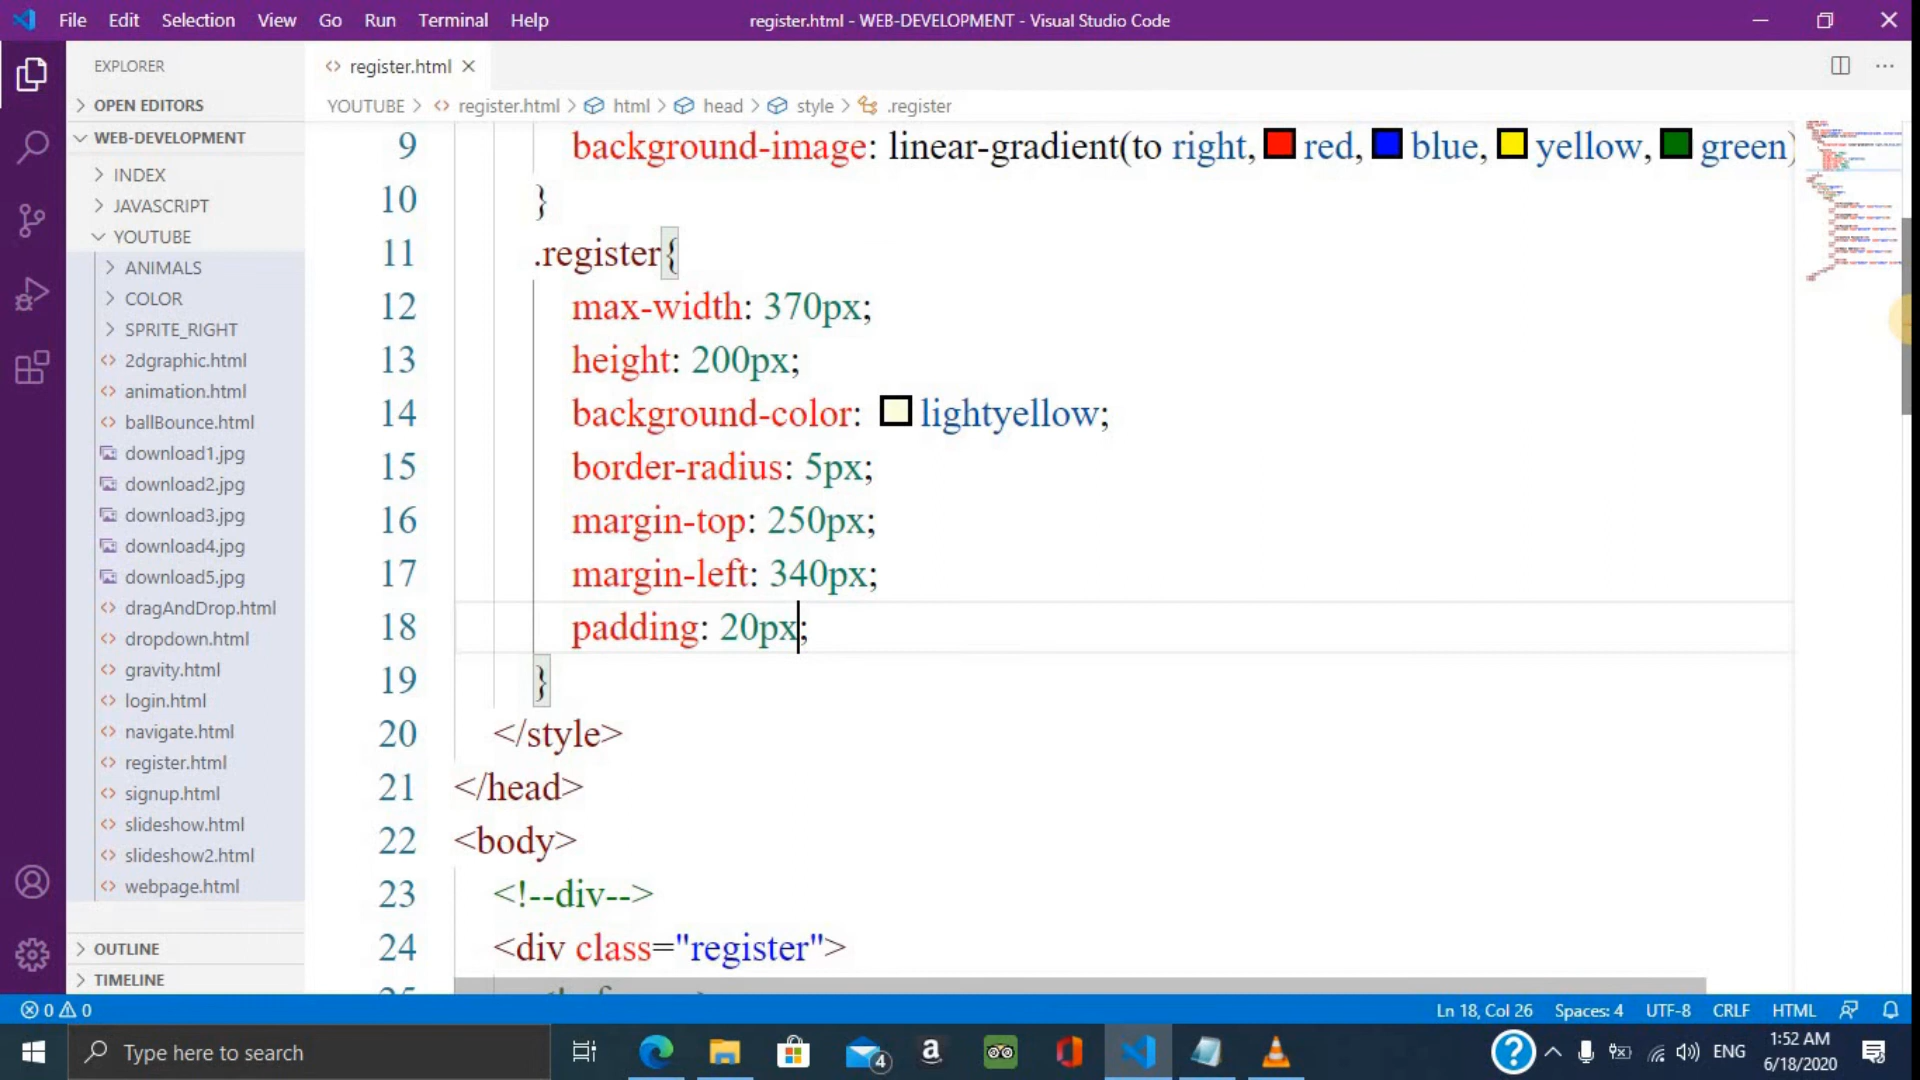 File Edit Selection View Go Run Terminal Help
register.html - WEB-DEVELOPMENT - Visual Studio Code
EXPLORER
OPEN EDITORS
WEB-DEVELOPMENT
INDEX
JAVASCRIPT
YOUTUBE
ANIMALS
COLOR
SPRITE_RIGHT
2dgraphic.html
animation.html
ballBounce.html
download1.jpg
download2.jpg
download3.jpg
download4.jpg
download5.jpg
dragAndDrop.html
dropdown.html
gravity.html
login.html
navigate.html
register.html
signup.html
slideshow.html
slideshow2.html
webpage.html
OUTLINE
TIMELINE
register.html
YOUTUBE > register.html > html > head > style > .register
9 background-image: linear-gradient(to right, red, blue, yellow, green)
10 }
11 .register{
12 max-width: 370px;
13 height: 200px;
14 background-color: lightyellow;
15 border-radius: 5px;
16 margin-top: 250px;
17 margin-left: 340px;
18 padding: 20px;
19 }
20 </style>
21 </head>
22 <body>
23 <!--div-->
24 <div class="register">
0 0
Ln 18, Col 26 Spaces: 4 UTF-8 CRLF HTML
Type here to search
4
a
ENG
1:52 AM
6/18/2020